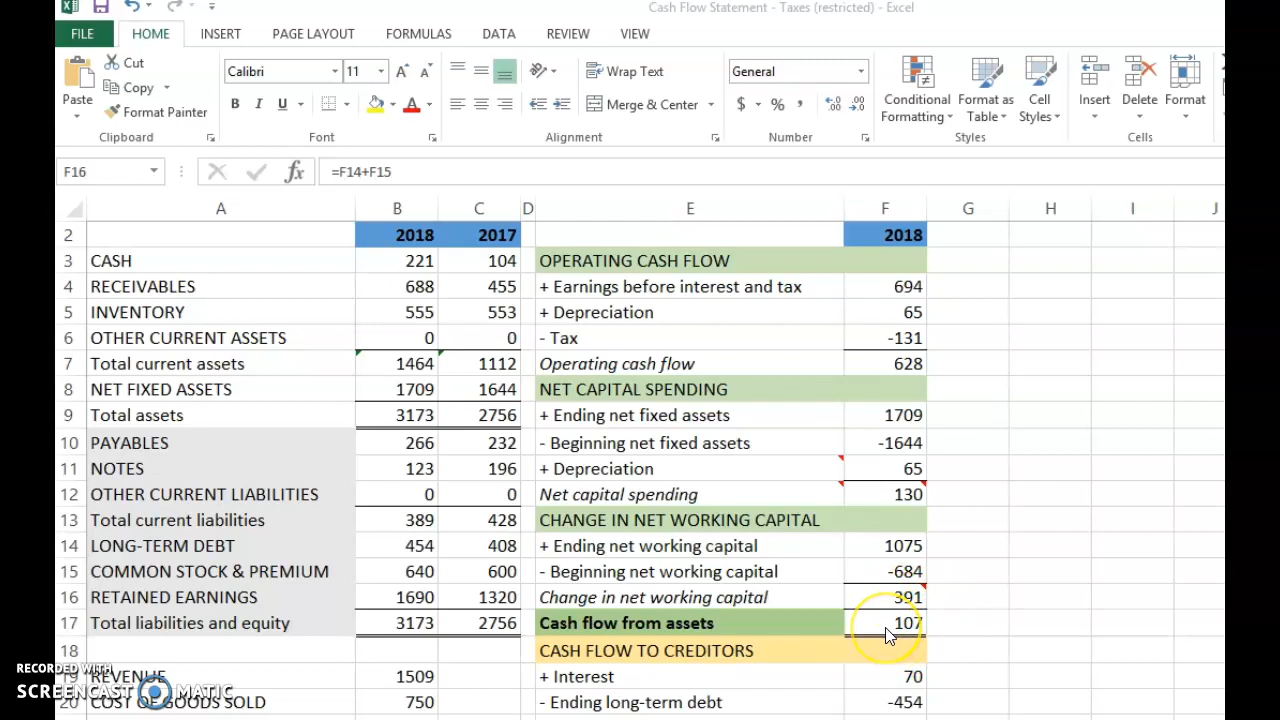 Cash Flow Statement - Taxes (restricted) - Excel
FILE HOME INSERT PAGE LAYOUT FORMULAS DATA REVIEW VIEW
Cut
Copy
Format Painter
Paste
Calibri 11
B I U
Wrap Text
Merge & Center
General
$ % ,
Conditional Formatting
Format as Table
Cell Styles
Insert Delete Format
Clipboard Font Alignment Number Styles Cells
F16 fx =F14+F15
A B C D E F G H I J
2 2018 2017 2018
3 CASH 221 104 OPERATING CASH FLOW
4 RECEIVABLES 688 455 + Earnings before interest and tax 694
5 INVENTORY 555 553 + Depreciation 65
6 OTHER CURRENT ASSETS 0 0 - Tax -131
7 Total current assets 1464 1112 Operating cash flow 628
8 NET FIXED ASSETS 1709 1644 NET CAPITAL SPENDING
9 Total assets 3173 2756 + Ending net fixed assets 1709
10 PAYABLES 266 232 - Beginning net fixed assets -1644
11 NOTES 123 196 + Depreciation 65
12 OTHER CURRENT LIABILITIES 0 0 Net capital spending 130
13 Total current liabilities 389 428 CHANGE IN NET WORKING CAPITAL
14 LONG-TERM DEBT 454 408 + Ending net working capital 1075
15 COMMON STOCK & PREMIUM 640 600 - Beginning net working capital -684
16 RETAINED EARNINGS 1690 1320 Change in net working capital 391
17 Total liabilities and equity 3173 2756 Cash flow from assets 107
18 CASH FLOW TO CREDITORS
19 REVENUE 1509 + Interest 70
20 COST OF GOODS SOLD 750 - Ending long-term debt -454
RECORDED WITH
SCREENCAST MATIC